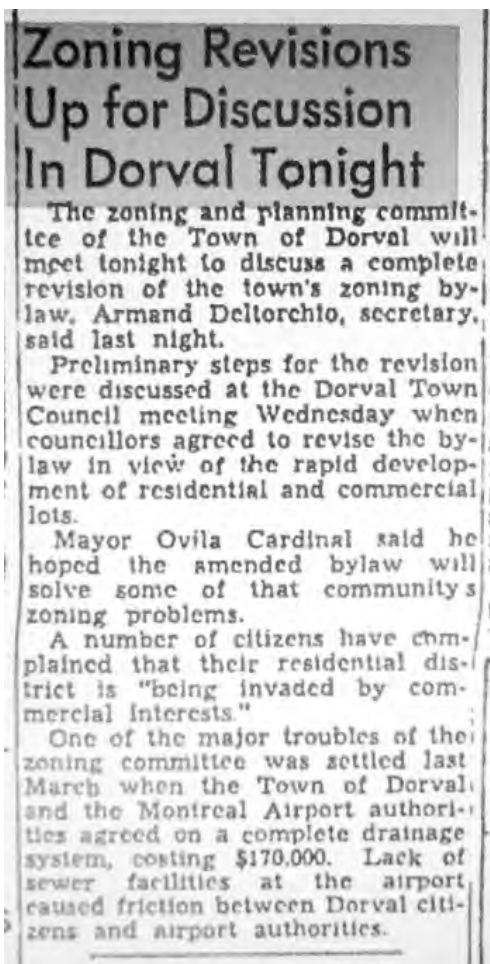 Zoning Revisions
Up for Discussion
In Dorval Tonight
The zoning and planning commit-
tee of the Town of Dorval will
meet tonight to discuss a complete
revision of the town's zoning by-
law, Armand Deltorchio, secretary,
said last night.
Preliminary steps for the revision
were discussed at the Dorval Town
Council meeting Wednesday when
councillors agreed to revise the by-
law in view of the rapid develop-
ment of residential and commercial
lots.
Mayor Ovila Cardinal said he
hoped the amended bylaw will
solve some of that community s
zoning problems.
A number of citizens have com-
plained that their residential dis-
trict is "being invaded by com-
mercial interests."
One of the major troubles of the
zoning committee was settled last
March when the Town of Dorval
and the Montreal Airport authori-
ties agreed on a complete drainage
system, costing $170,000. Lack of
sewer facilities at the airport
caused friction between Dorval citi-
zens and airport authorities.